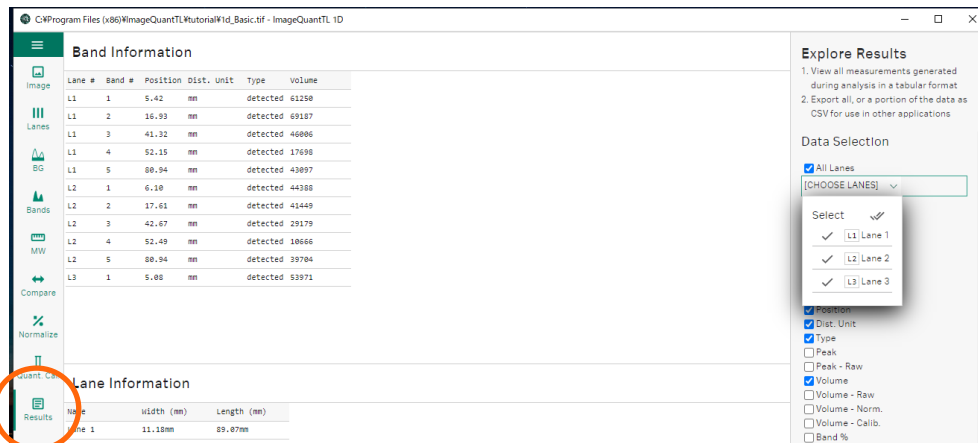 C:¥Program Files (x86)¥ImageQuantTL¥tutorial¥1d_Basic.tif - ImageQuantTL 1D
Image
Lanes
BG
Bands
MW
Compare
Normalize
Quant. Cal
Results
Band Information
Lane # Band # Position Dist. Unit Type Volume
L1 1 5.42 mm detected 61250
L1 2 16.93 mm detected 69187
L1 3 41.32 mm detected 46006
L1 4 52.15 mm detected 17698
L1 5 80.94 mm detected 43097
L2 1 6.10 mm detected 44388
L2 2 17.61 mm detected 41449
L2 3 42.67 mm detected 29179
L2 4 52.49 mm detected 10666
L2 5 80.94 mm detected 39704
L3 1 5.08 mm detected 53971
Lane Information
Name Width (mm) Length (mm)
Lane 1 11.18mm 89.07mm
Explore Results
1. View all measurements generated
during analysis in a tabular format
2. Export all, or a portion of the data as
CSV for use in other applications
Data Selection
All Lanes
[CHOOSE LANES]
Select
L1 Lane 1
L2 Lane 2
L3 Lane 3
Position
Dist. Unit
Type
Peak
Peak - Raw
Volume
Volume - Raw
Volume - Norm.
Volume - Calib.
Band %